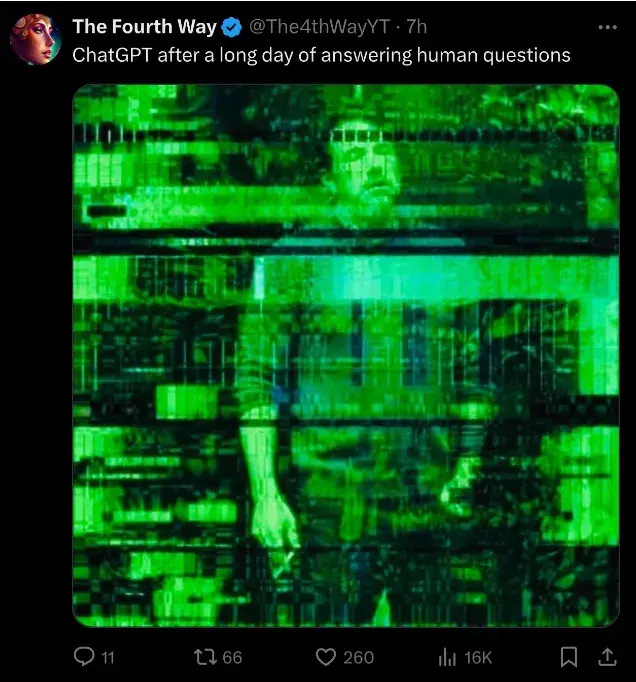 The Fourth Way @The4thWayYT · 7h
ChatGPT after a long day of answering human questions
11 66 260 16K